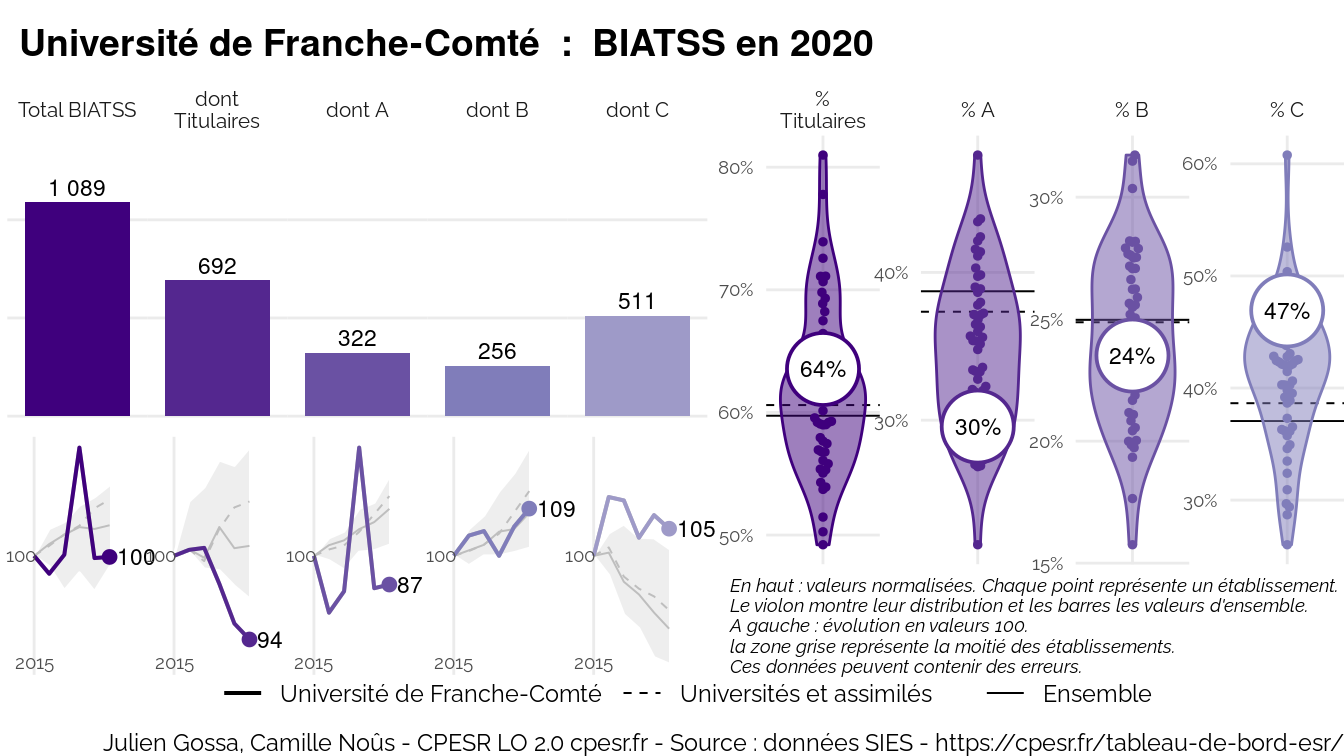 Université de Franche-Comté : BIATSS en 2020
Total BIATSS
dont
Titulaires
dont A
dont B
dont C
%
Titulaires
% A
% B
% C
1 089
692
322
256
511
80%
70%
60%
50%
64%
40%
30%
30%
30%
25%
20%
15%
24%
60%
50%
40%
30%
47%
100
100
2015
100
94
2015
100
87
2015
100
109
2015
100
105
2015
En haut : valeurs normalisées. Chaque point représente un établissement.
Le violon montre leur distribution et les barres les valeurs d'ensemble.
A gauche : évolution en valeurs 100.
la zone grise représente la moitié des établissements.
Ces données peuvent contenir des erreurs.
Université de Franche-Comté
Universités et assimilés
Ensemble
Julien Gossa, Camille Noûs - CPESR LO 2.0 cpesr.fr - Source : données SIES - https://cpesr.fr/tableau-de-bord-esr/